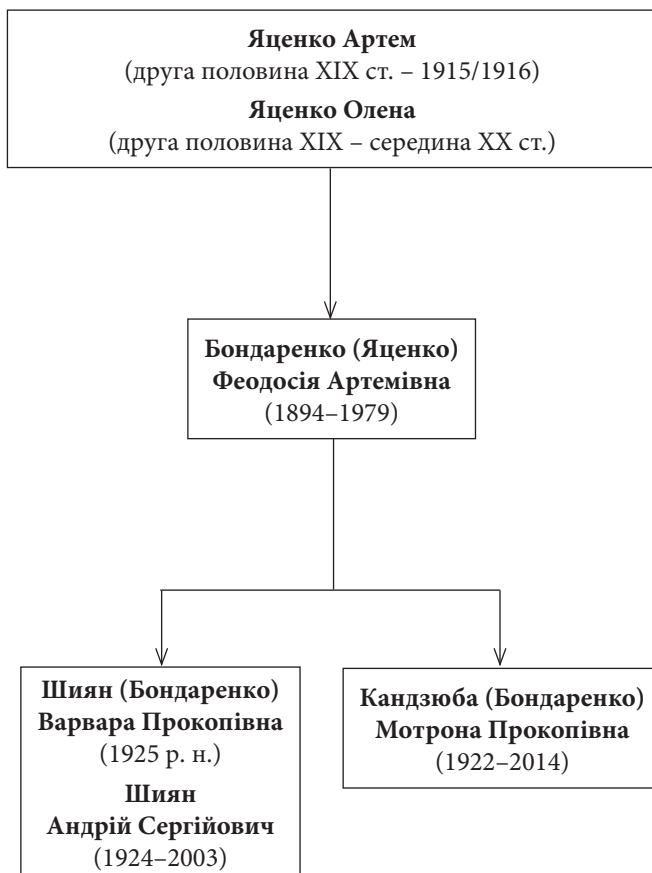 Яценко Артем
(друга половина XIX ст. – 1915/1916)
Яценко Олена
(друга половина XIX – середина XX ст.)
Бондаренко (Яценко)
Феодосія Артемівна
(1894–1979)
Шиян (Бондаренко)
Варвара Прокопівна
(1925 р. н.)
Шиян
Андрій Сергійович
(1924–2003)
Кандзюба (Бондаренко)
Мотрона Прокопівна
(1922–2014)